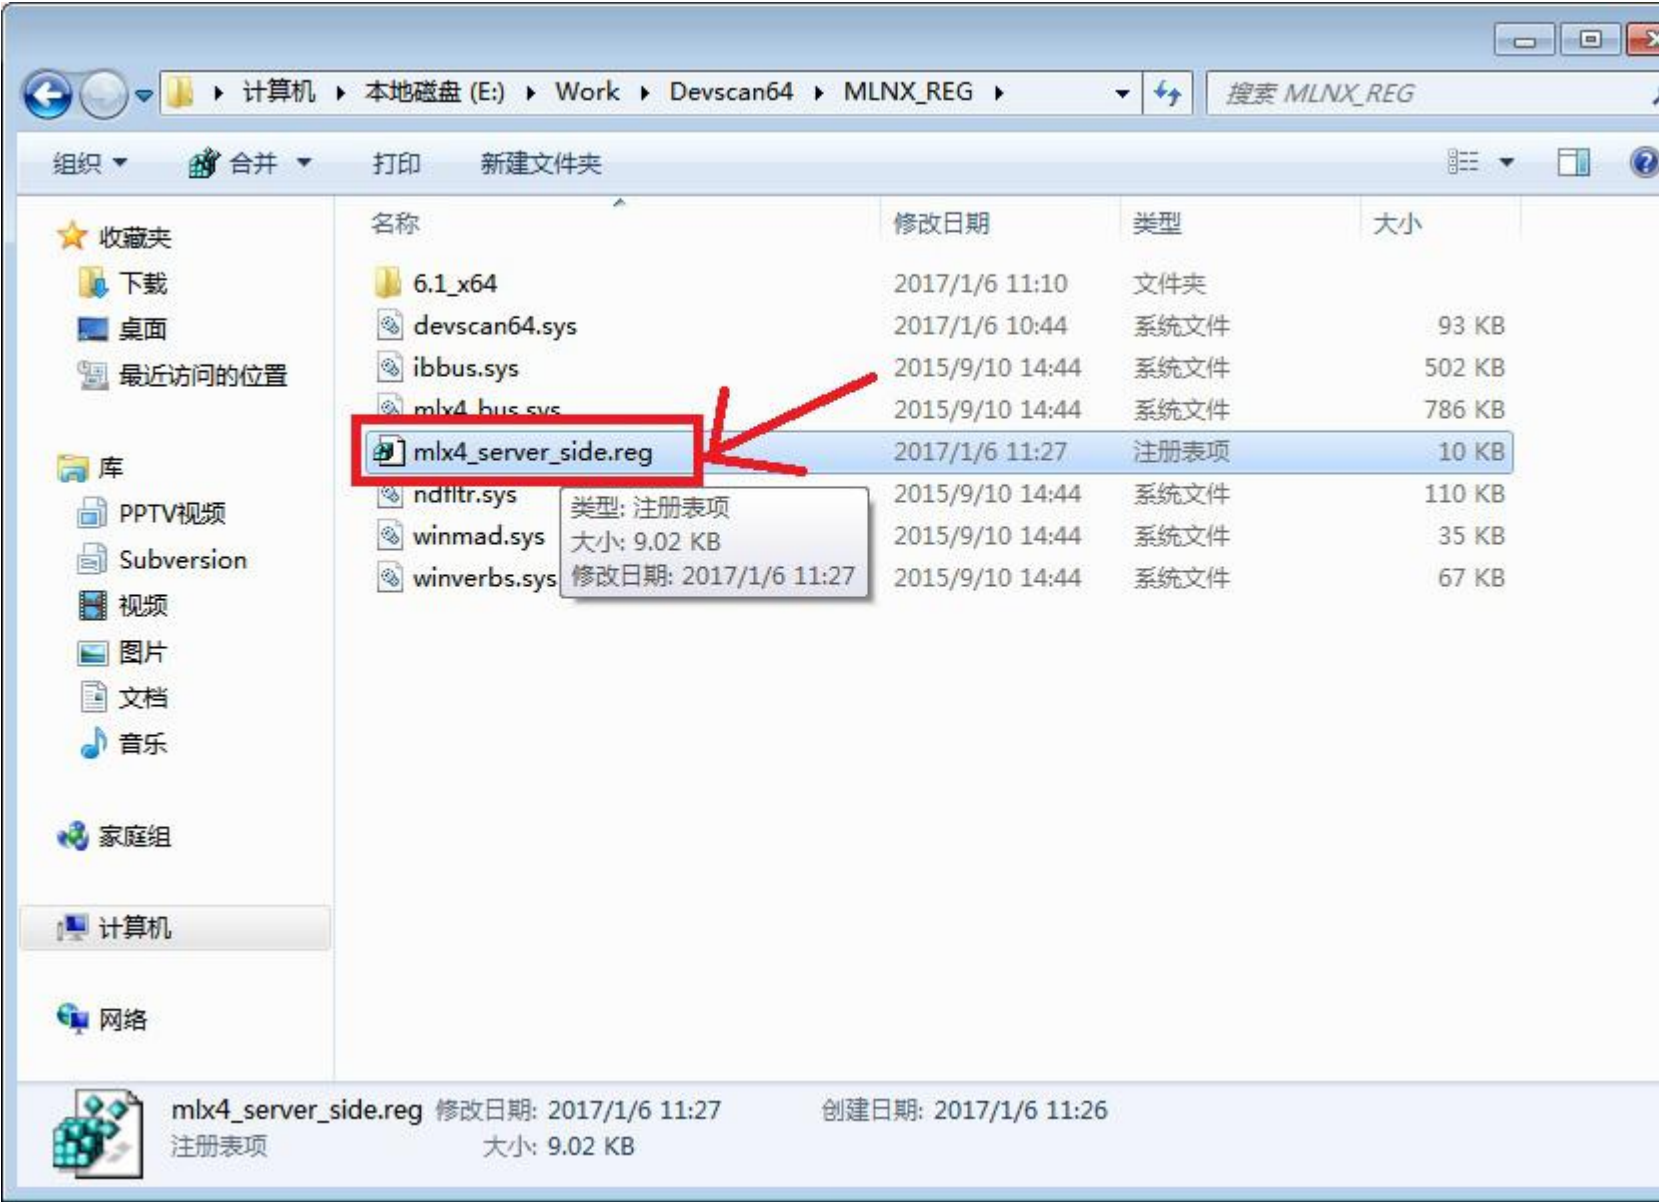 计算机 本地磁盘 (E:) Work Devscan64 MLNX_REG 搜索 MLNX_REG
组织 合并 打印 新建文件夹
收藏夹
下载
桌面
最近访问的位置
库
PPTV视频
Subversion
视频
图片
文档
音乐
家庭组
计算机
网络
名称 修改日期 类型 大小
6.1_x64 2017/1/6 11:10 文件夹
devscan64.sys 2017/1/6 10:44 系统文件 93 KB
ibbus.sys 2015/9/10 14:44 系统文件 502 KB
mlx4_bus.sys 2015/9/10 14:44 系统文件 786 KB
mlx4_server_side.reg 2017/1/6 11:27 注册表项 10 KB
ndfltr.sys 2015/9/10 14:44 系统文件 110 KB
winmad.sys 2015/9/10 14:44 系统文件 35 KB
winverbs.sys 2015/9/10 14:44 系统文件 67 KB
类型: 注册表项
大小: 9.02 KB
修改日期: 2017/1/6 11:27
mlx4_server_side.reg 修改日期: 2017/1/6 11:27 创建日期: 2017/1/6 11:26
注册表项 大小: 9.02 KB